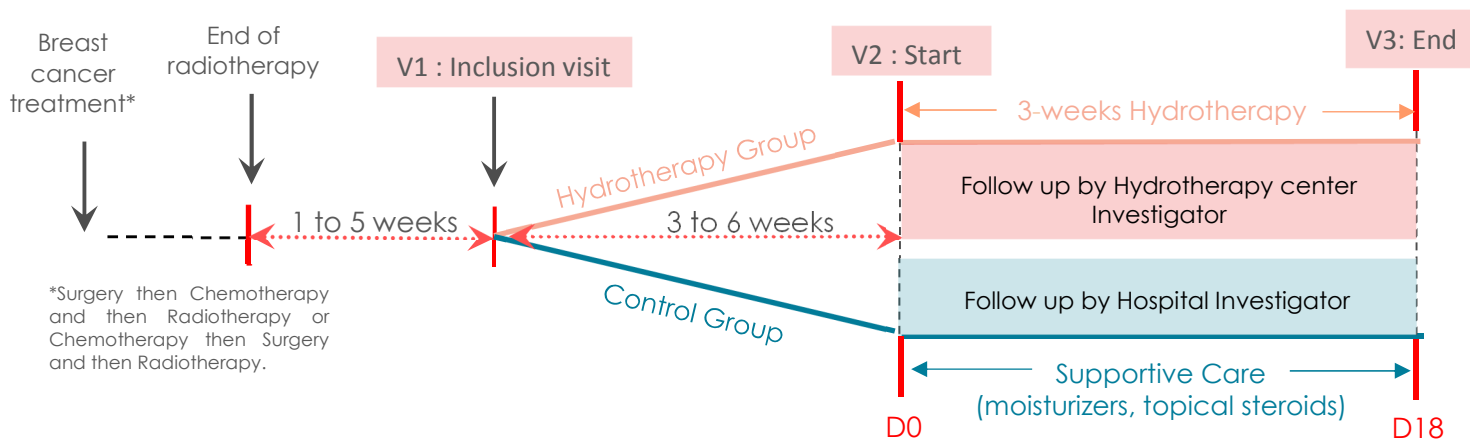 Breast
cancer
treatment*
End of
radiotherapy
V1 : Inclusion visit
V2 : Start
V3: End
3-weeks Hydrotherapy
Hydrotherapy Group
Follow up by Hydrotherapy center
Investigator
1 to 5 weeks
3 to 6 weeks
*Surgery then Chemotherapy
and then Radiotherapy or
Chemotherapy then Surgery
and then Radiotherapy.
Control Group
Follow up by Hospital Investigator
Supportive Care
(moisturizers, topical steroids)
D0
D18